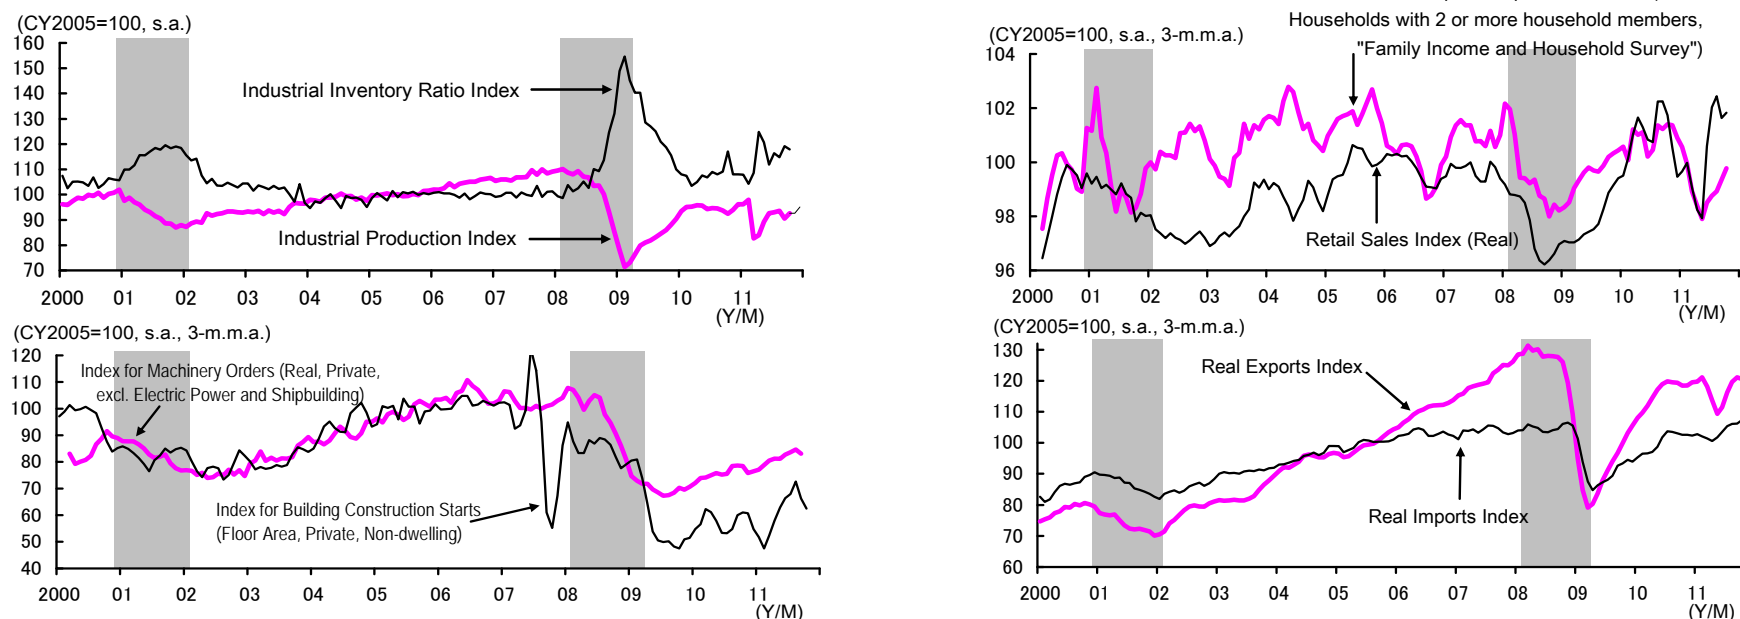 (CY2005=100, s.a.)
160
150
140
130
120
110
100
90
80
70
Industrial Inventory Ratio Index
Industrial Production Index
2000 01 02 03 04 05 06 07 08 09 10 11
(Y/M)
Households with 2 or more household members,
(CY2005=100, s.a., 3-m.m.a.)
"Family Income and Household Survey")
104
102
100
98
96
Retail Sales Index (Real)
2000 01 02 03 04 05 06 07 08 09 10 11
(Y/M)
(CY2005=100, s.a., 3-m.m.a.)
120
110
100
90
80
70
60
50
40
Index for Machinery Orders (Real, Private,
excl. Electric Power and Shipbuilding)
Index for Building Construction Starts
(Floor Area, Private, Non-dwelling)
2000 01 02 03 04 05 06 07 08 09 10 11
(Y/M)
(CY2005=100, s.a., 3-m.m.a.)
130
120
110
100
90
80
70
60
Real Exports Index
Real Imports Index
2000 01 02 03 04 05 06 07 08 09 10 11
(Y/M)